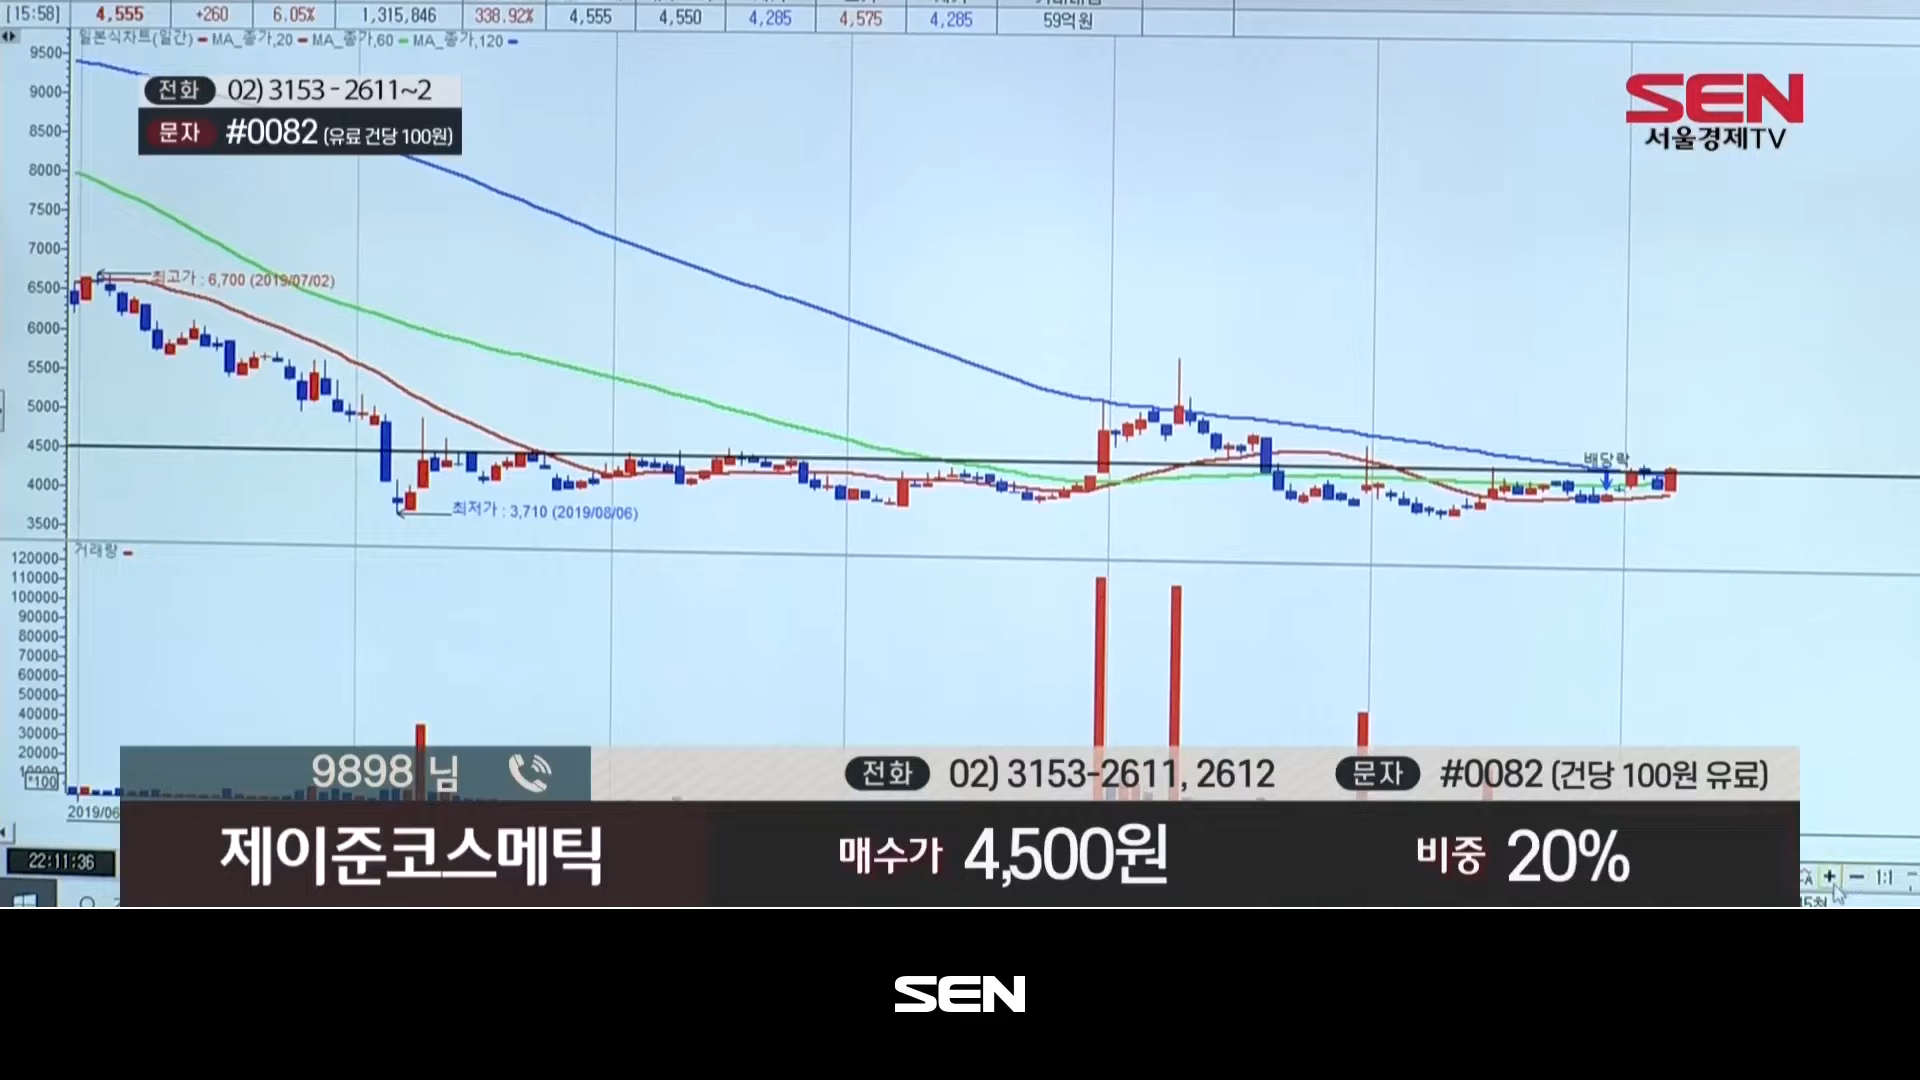 [15:58] 4,555 +260 6.05% 1,315,846 338.92% 4,555 4,550 4,285 4,575 4,285 59억원
일본식차트(일간) MA_종가,20 MA_종가,60 MA_종가,120
9500
9000
8500
8000
7500
7000
6500
6000
5500
5000
4500
4000
3500
전화 02) 3153-2611~2
문자 #0082 (유료 건당 100원)
SEN
서울경제TV
최고가 : 6,700 (2019/07/02)
최저가 : 3,710 (2019/08/06)
배당락
거래량
120000
110000
100000
90000
80000
70000
60000
50000
40000
30000
20000
10000
*100
2019/06
22:11:36
9898 님
전화 02) 3153-2611, 2612
문자 #0082 (건당 100원 유료)
제이준코스메틱
매수가 4,500원
비중 20%
1:1
SEN